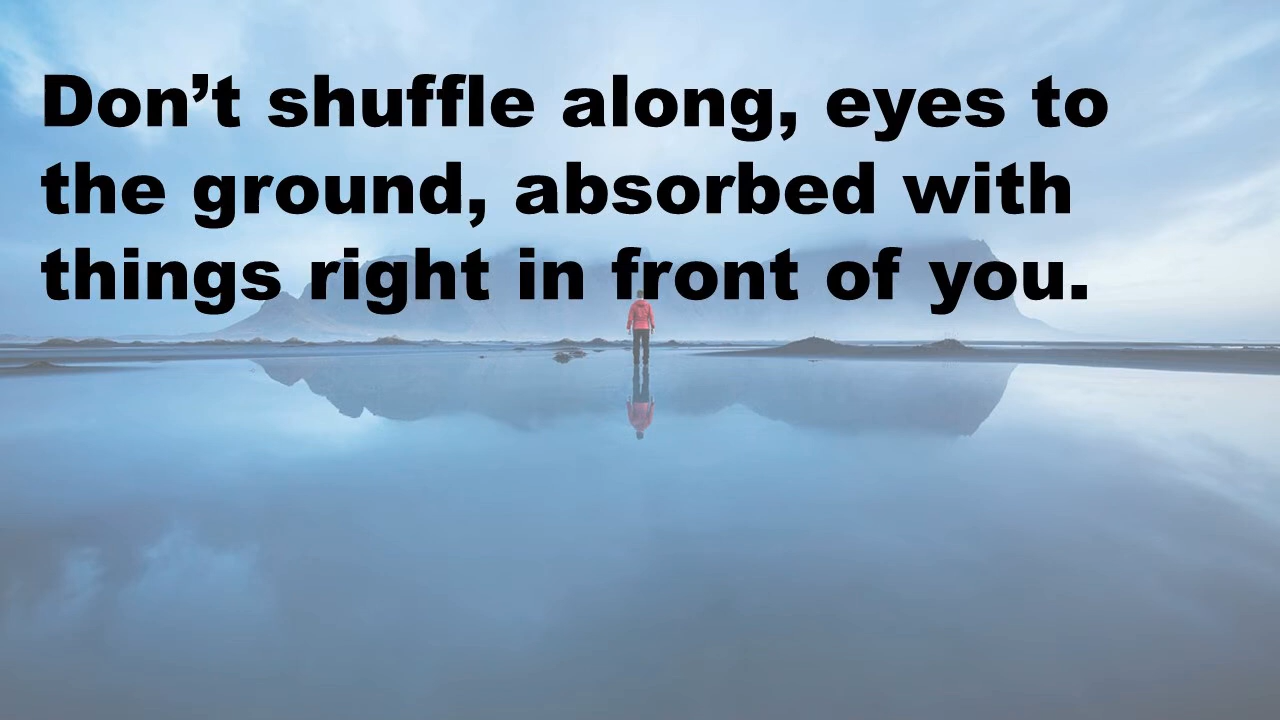 Don’t shuffle along, eyes to
the ground, absorbed with
things right in front of you.